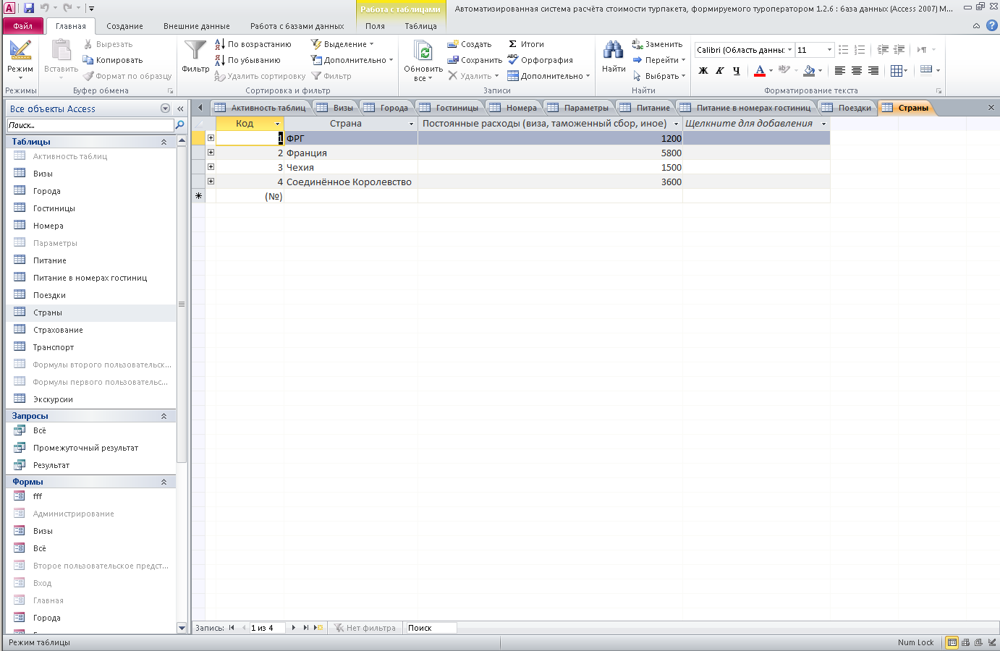 Работа с таблицами
Автоматизированная система расчёта стоимости турпакета, формируемого туроператором 1.2.6 : база данных (Access 2007) M...
Файл Главная Создание Внешние данные Работа с базами данных Поля Таблица
Режим
Режимы
Вставить
Вырезать
Копировать
Формат по образцу
Буфер обмена
Фильтр
По возрастанию
По убыванию
Удалить сортировку
Выделение
Дополнительно
Фильтр
Сортировка и фильтр
Обновить все
Создать
Сохранить
Удалить
Итоги
Орфография
Дополнительно
Записи
Найти
Заменить
Перейти
Выбрать
Найти
Calibri (Область данны: 11
Ж К Ч
Форматирование текста
Все объекты Access
Поиск...
Таблицы
Активность таблиц
Визы
Города
Гостиницы
Номера
Параметры
Питание
Питание в номерах гостиниц
Поездки
Страны
Страхование
Транспорт
Формулы второго пользовательск...
Формулы первого пользовательс...
Экскурсии
Запросы
Всё
Промежуточный результат
Результат
Формы
fff
Администрирование
Визы
Всё
Второе пользовательское предст...
Вход
Главная
Города
Активность таблиц Визы Города Гостиницы Номера Параметры Питание Питание в номерах гостиниц Поездки Страны
Код Страна Постоянные расходы (виза, таможенный сбор, иное) Щелкните для добавления
1 ФРГ 1200
2 Франция 5800
3 Чехия 1500
4 Соединённое Королевство 3600
(№)
Запись: 1 из 4 Нет фильтра Поиск
Режим таблицы Num Lock